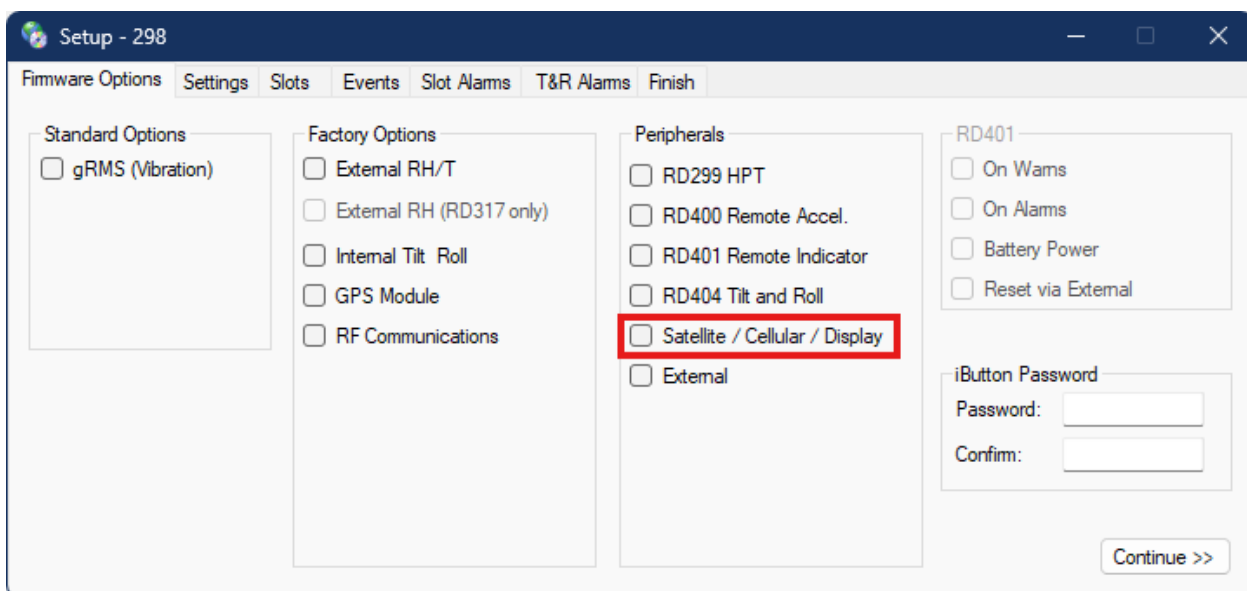 Setup - 298
Firmware Options Settings Slots Events Slot Alarms T&R Alarms Finish
Standard Options
gRMS (Vibration)
Factory Options
External RH/T
External RH (RD317 only)
Internal Tilt Roll
GPS Module
RF Communications
Peripherals
RD299 HPT
RD400 Remote Accel.
RD401 Remote Indicator
RD404 Tilt and Roll
Satellite / Cellular / Display
External
RD401
On Warns
On Alarms
Battery Power
Reset via External
iButton Password
Password:
Confirm:
Continue >>